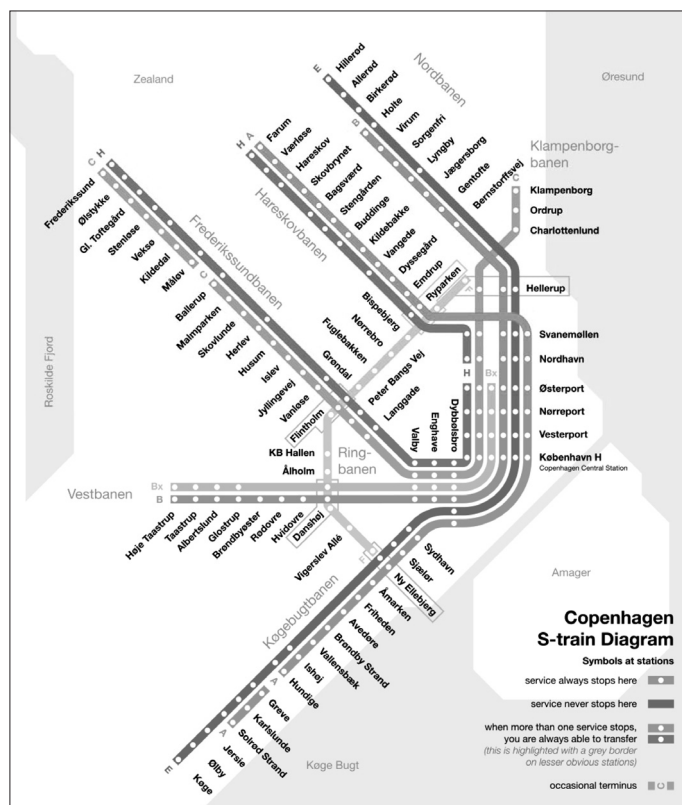 Zealand
Øresund
Nordbanen
Klampenborg-
banen
Hareskovbanen
Frederikssundbanen
Roskilde Fjord
E
Hillerød
Allerød
Birkerød
Holte
Virum
Sorgenfri
Lyngby
Jægersborg
Gentofte
Bernstorffsvej
B
C
Klampenborg
Ordrup
Charlottenlund
Hellerup
Svanemøllen
Nordhavn
Østerport
Nørreport
Vesterport
København H
Copenhagen Central Station
H A
Farum
Værløse
Hareskov
Skovbrynet
Bagsværd
Stengården
Buddinge
Kildebakke
Vangede
Dyssegård
Emdrup
Ryparken
F
Bispebjerg
Nørrebro
Fuglebakken
Grøndal
C H
Frederikssund
Ølstykke
Gl. Toftegård
Stenløse
Veksø
Kildedal
Måløv
C
Ballerup
Malmparken
Skovlunde
Herlev
Husum
Islev
Jyllingevej
Vanløse
Flintholm
Peter Bangs Vej
Langgade
Valby
Enghave
Dybbølsbro
H
Bx
KB Hallen
Ålholm
Ring-
banen
Vestbanen
Bx
B
Høje Taastrup
Taastrup
Albertslund
Glostrup
Brøndbyøster
Rødovre
Hvidovre
Danshøj
Vigerslev Allé
F
Køgebugtbanen
Sydhavn
Sjælør
Ny Ellebjerg
Åmarken
Friheden
Avedøre
Brøndby Strand
Vallensbæk
Ishøj
Hundige
A
Greve
Karlslunde
Solrød Strand
A
Jersie
Ølby
Køge
E
Køge Bugt
Amager
Copenhagen
S-train Diagram
Symbols at stations
service always stops here
service never stops here
when more than one service stops,
you are always able to transfer
(this is highlighted with a grey border
on lesser obvious stations)
occasional terminus
C